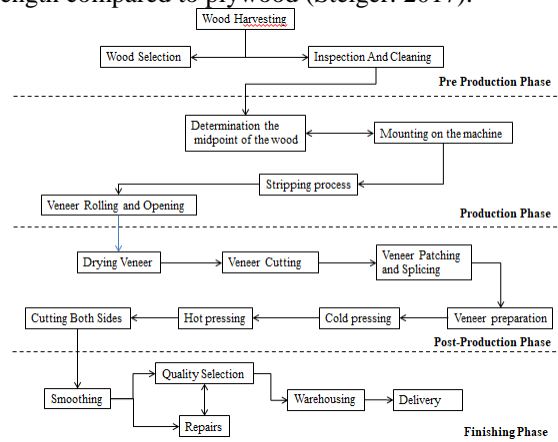 ength compared to plywood (Steiger. 2017).
Wood Harvesting
Wood Selection
Inspection And Cleaning
Pre Production Phase
Determination the
midpoint of the wood
Mounting on the machine
Stripping process
Veneer Rolling and Opening
Production Phase
Drying Veneer
Veneer Cutting
Veneer Patching
and Splicing
Cutting Both Sides
Hot pressing
Cold pressing
Veneer preparation
Post-Production Phase
Smoothing
Quality Selection
Repairs
Warehousing
Delivery
Finishing Phase